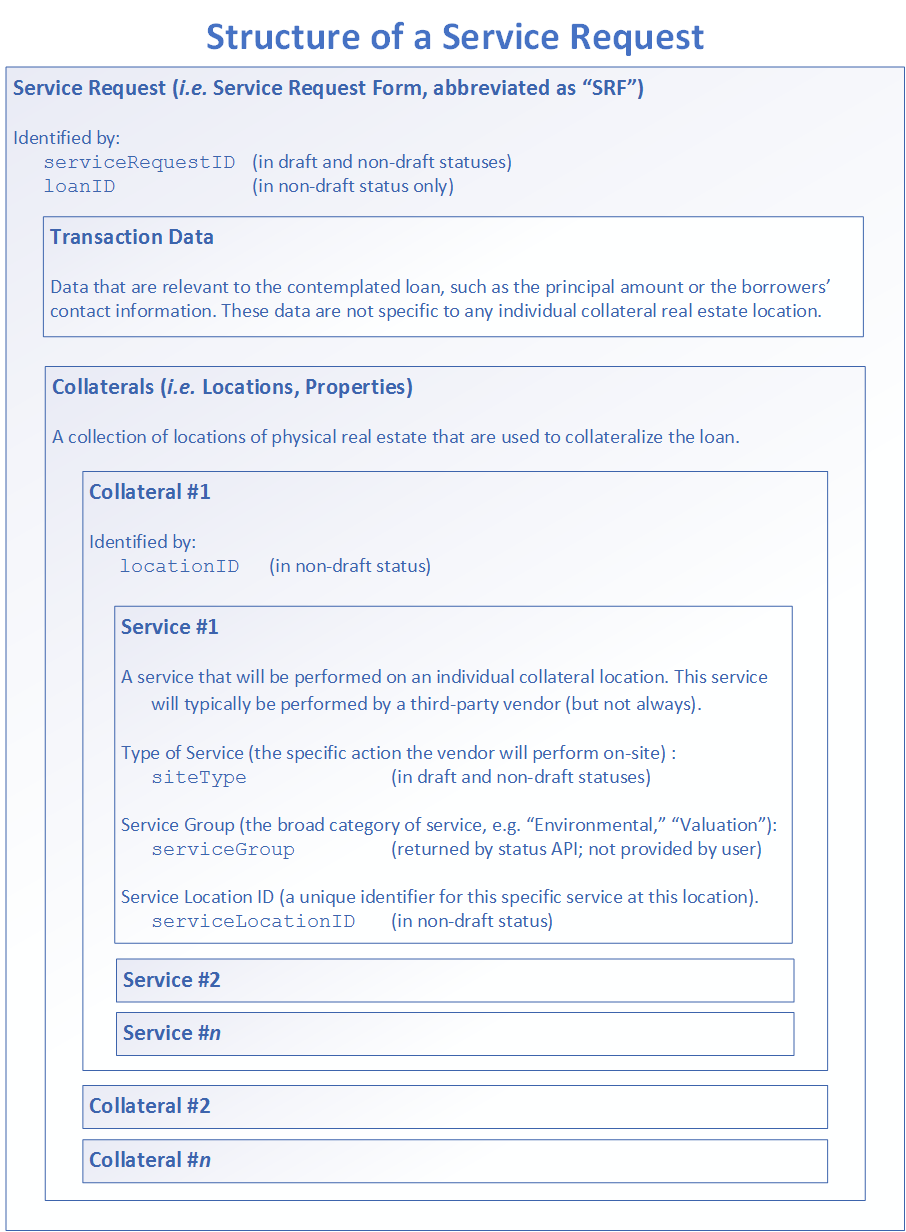 Structure of a Service Request
Service Request (i.e. Service Request Form, abbreviated as “SRF”)
Identified by:
serviceRequestID (in draft and non-draft statuses)
loanID (in non-draft status only)
Transaction Data
Data that are relevant to the contemplated loan, such as the principal amount or the borrowers’
contact information. These data are not specific to any individual collateral real estate location.
Collaterals (i.e. Locations, Properties)
A collection of locations of physical real estate that are used to collateralize the loan.
Collateral #1
Identified by:
locationID (in non-draft status)
Service #1
A service that will be performed on an individual collateral location. This service
will typically be performed by a third-party vendor (but not always).
Type of Service (the specific action the vendor will perform on-site) :
siteType (in draft and non-draft statuses)
Service Group (the broad category of service, e.g. “Environmental,” “Valuation”):
serviceGroup (returned by status API; not provided by user)
Service Location ID (a unique identifier for this specific service at this location).
serviceLocationID (in non-draft status)
Service #2
Service #n
Collateral #2
Collateral #n